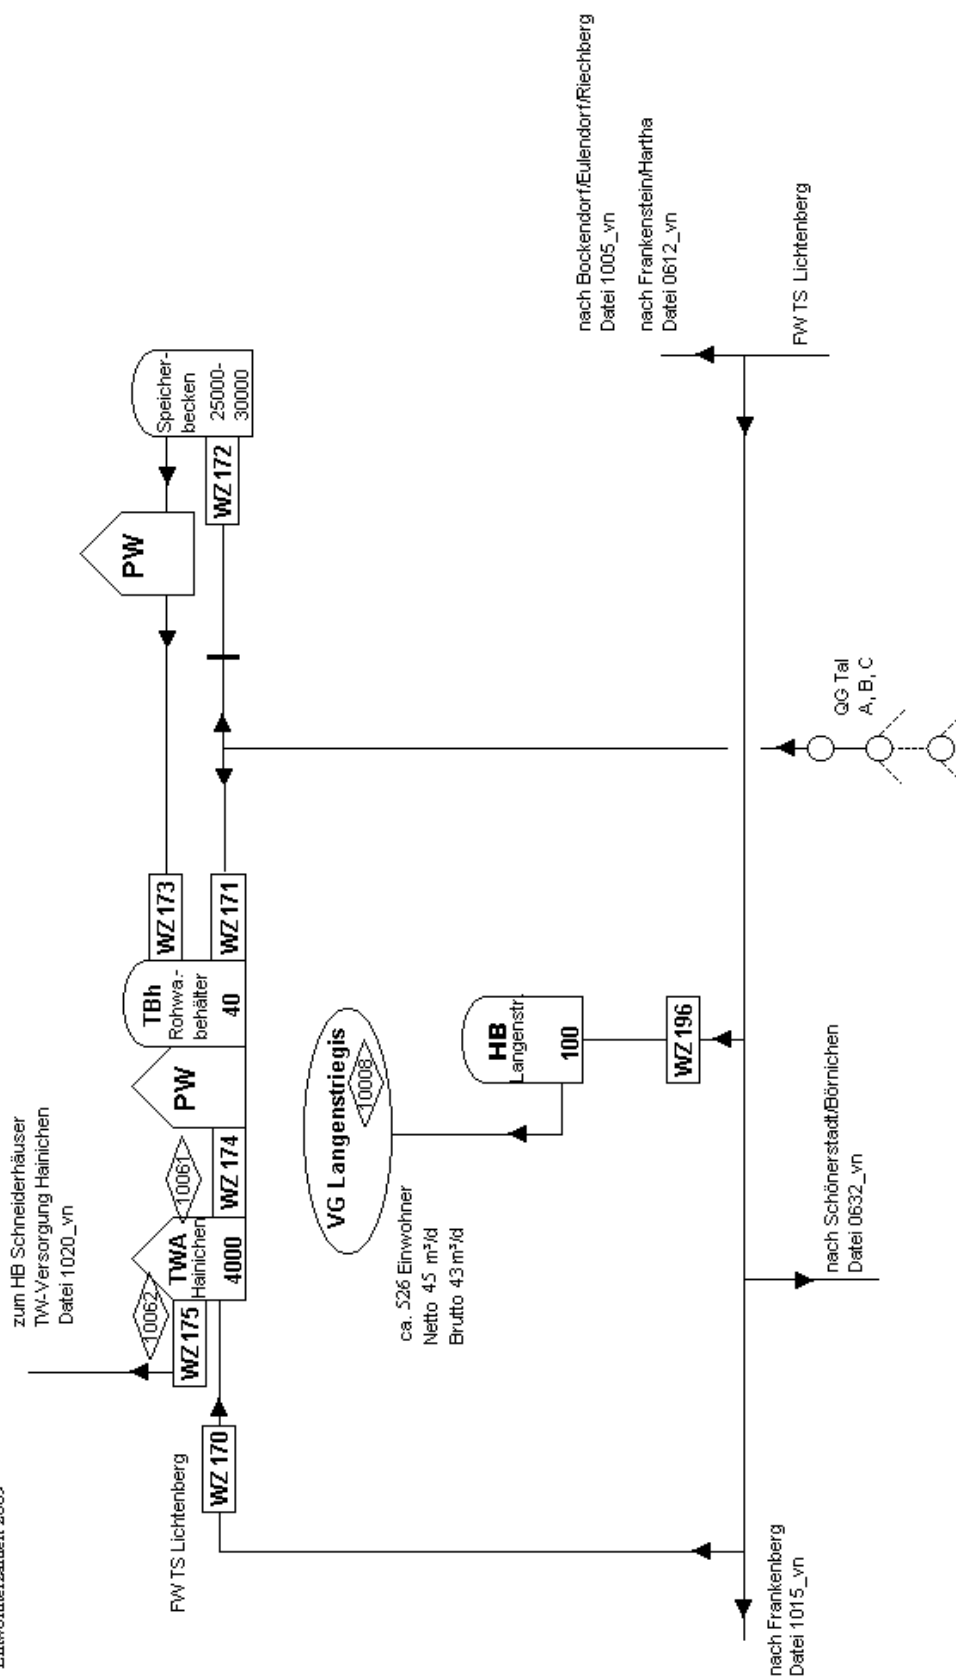 zum HB Schneiderhäuser
TW-Versorgung Hainichen
Datei 1020_vn
FW TS Lichtenberg
WZ 170
WZ 175
10062
TWA
Hainichen
4000
10061
WZ 174
PW
TBh
Rohwa.-
behälter
40
WZ 173
WZ 171
PW
Speicher-
becken
25000-
30000
WZ 172
VG Langenstriegis
10008
ca. 526 Einwohner
Netto 45 m³/d
Brutto 43 m³/d
HB
Langenstr.
100
WZ 196
nach Bockendorf/Eulendorf/Riechberg
Datei 1005_vn
nach Frankenstein/Hartha
Datei 0612_vn
FW TS Lichtenberg
QG Tal
A, B, C
nach Schönerstadt/Börnichen
Datei 0632_vn
nach Frankenberg
Datei 1015_vn